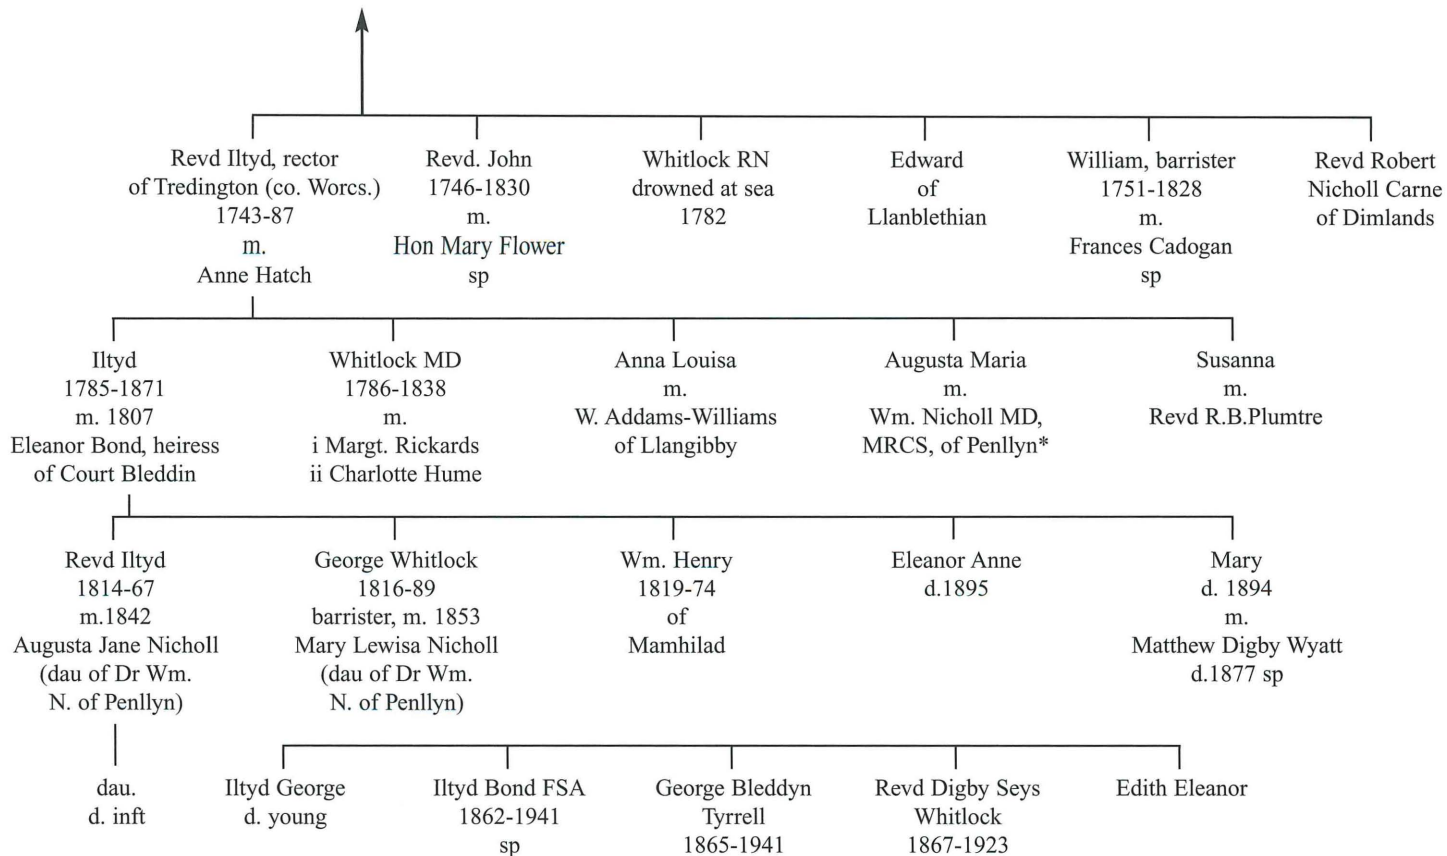 Revd Iltyd, rector
of Tredington (co. Worcs.)
1743-87
m.
Anne Hatch
Revd. John
1746-1830
m.
Hon Mary Flower
sp
Whitlock RN
drowned at sea
1782
Edward
of
Llanblethian
William, barrister
1751-1828
m.
Frances Cadogan
sp
Revd Robert
Nicholl Carne
of Dimlands
Iltyd
1785-1871
m. 1807
Eleanor Bond, heiress
of Court Bleddin
Whitlock MD
1786-1838
m.
i Margt. Rickards
ii Charlotte Hume
Anna Louisa
m.
W. Addams-Williams
of Llangibby
Augusta Maria
m.
Wm. Nicholl MD,
MRCS, of Penllyn*
Susanna
m.
Revd R.B.Plumtre
Revd Iltyd
1814-67
m.1842
Augusta Jane Nicholl
(dau of Dr Wm.
N. of Penllyn)
George Whitlock
1816-89
barrister, m. 1853
Mary Lewisa Nicholl
(dau of Dr Wm.
N. of Penllyn)
Wm. Henry
1819-74
of
Mamhilad
Eleanor Anne
d.1895
Mary
d. 1894
m.
Matthew Digby Wyatt
d.1877 sp
dau.
d. inft
Iltyd George
d. young
Iltyd Bond FSA
1862-1941
sp
George Bleddyn
Tyrrell
1865-1941
Revd Digby Seys
Whitlock
1867-1923
Edith Eleanor